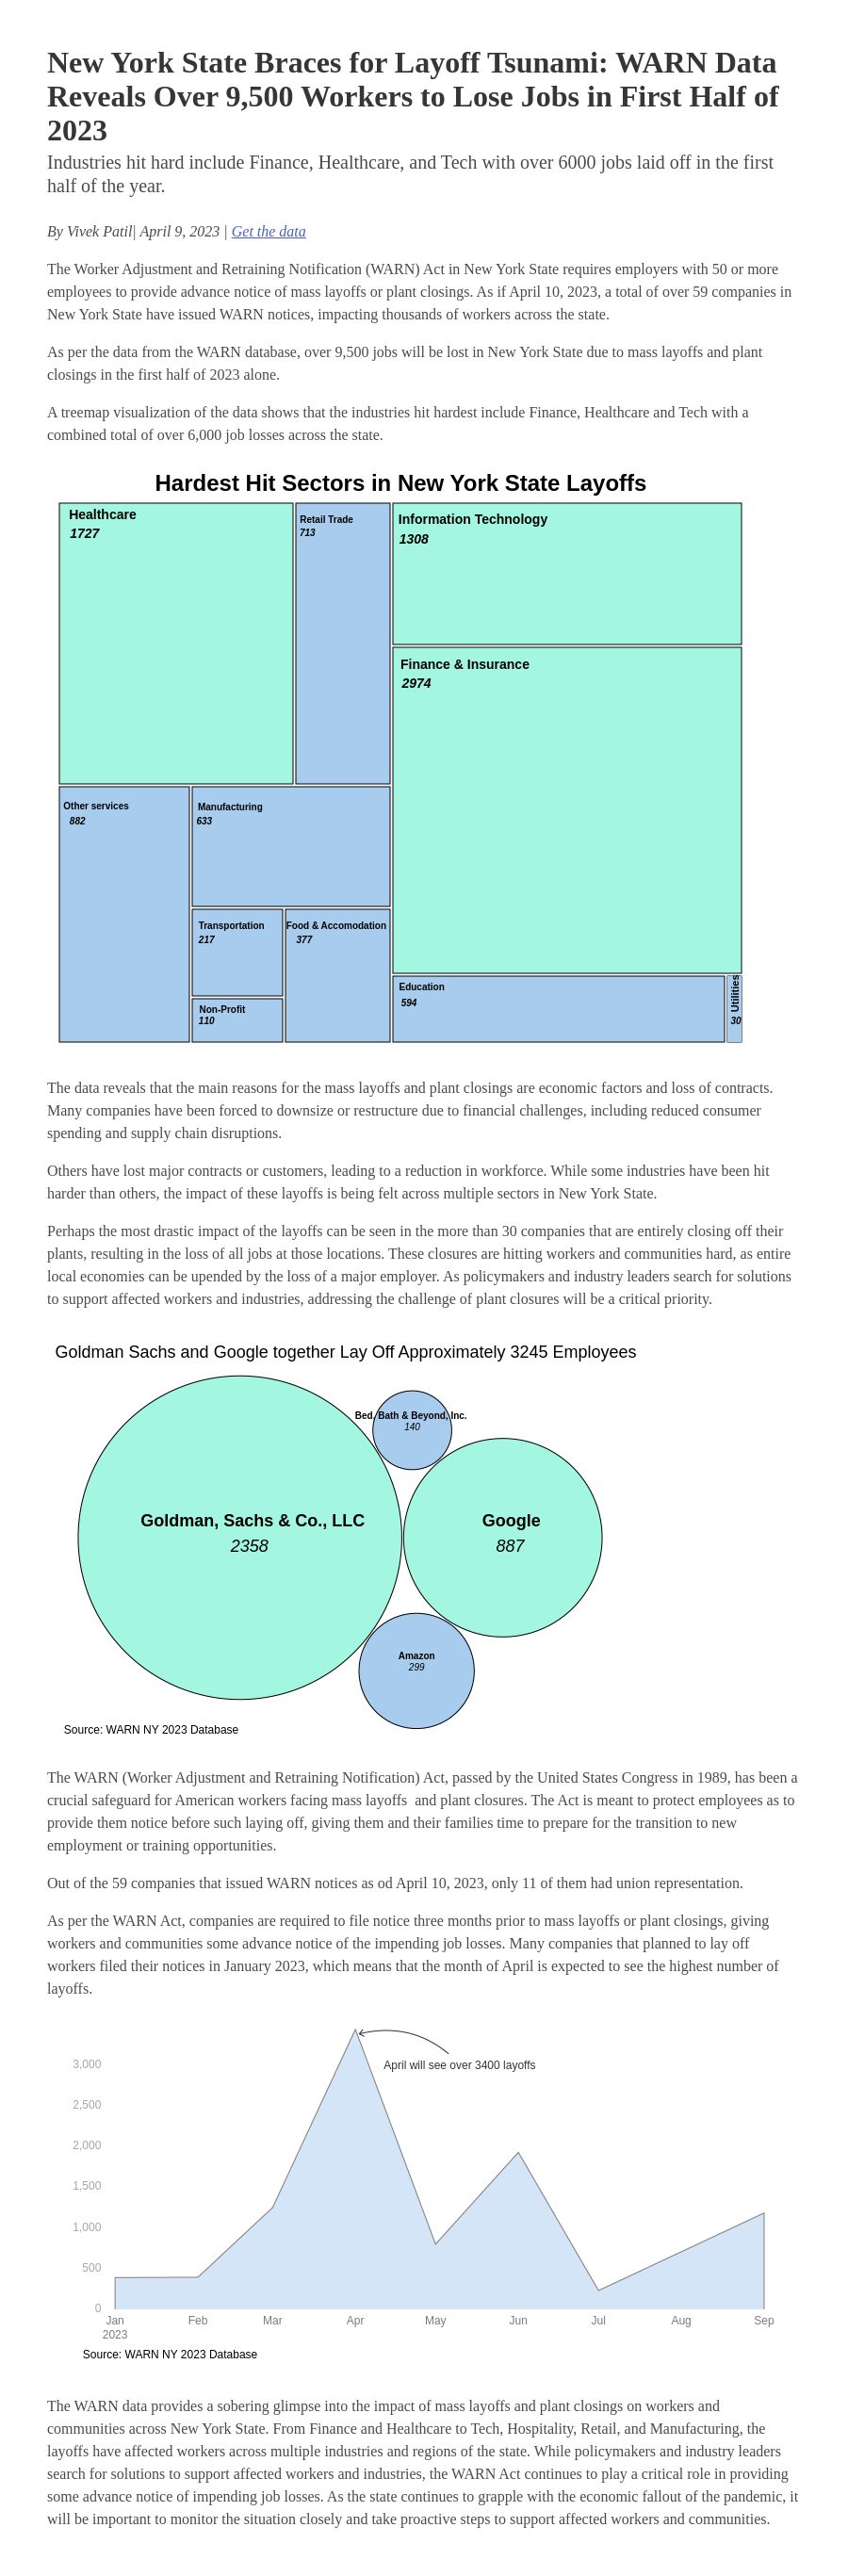 New York State Braces for Layoff Tsunami: WARN Data
Reveals Over 9,500 Workers to Lose Jobs in First Half of
2023
Industries hit hard include Finance, Healthcare, and Tech with over 6000 jobs laid off in the first
half of the year.
By Vivek Patil| April 9, 2023 | Get the data
The Worker Adjustment and Retraining Notification (WARN) Act in New York State requires employers with 50 or more
employees to provide advance notice of mass layoffs or plant closings. As if April 10, 2023, a total of over 59 companies in
New York State have issued WARN notices, impacting thousands of workers across the state.
As per the data from the WARN database, over 9,500 jobs will be lost in New York State due to mass layoffs and plant
closings in the first half of 2023 alone.
A treemap visualization of the data shows that the industries hit hardest include Finance, Healthcare and Tech with a
combined total of over 6,000 job losses across the state.
Hardest Hit Sectors in New York State Layoffs
Healthcare
1727
Retail Trade
713
Information Technology
1308
Finance & Insurance
2974
Other services
882
Manufacturing
633
Transportation
217
Food & Accomodation
377
Non-Profit
110
Education
594
Utilities
30
The data reveals that the main reasons for the mass layoffs and plant closings are economic factors and loss of contracts.
Many companies have been forced to downsize or restructure due to financial challenges, including reduced consumer
spending and supply chain disruptions.
Others have lost major contracts or customers, leading to a reduction in workforce. While some industries have been hit
harder than others, the impact of these layoffs is being felt across multiple sectors in New York State.
Perhaps the most drastic impact of the layoffs can be seen in the more than 30 companies that are entirely closing off their
plants, resulting in the loss of all jobs at those locations. These closures are hitting workers and communities hard, as entire
local economies can be upended by the loss of a major employer. As policymakers and industry leaders search for solutions
to support affected workers and industries, addressing the challenge of plant closures will be a critical priority.
Goldman Sachs and Google together Lay Off Approximately 3245 Employees
Bed, Bath & Beyond, Inc.
140
Goldman, Sachs & Co., LLC
2358
Google
887
Amazon
299
Source: WARN NY 2023 Database
The WARN (Worker Adjustment and Retraining Notification) Act, passed by the United States Congress in 1989, has been a
crucial safeguard for American workers facing mass layoffs  and plant closures. The Act is meant to protect employees as to
provide them notice before such laying off, giving them and their families time to prepare for the transition to new
employment or training opportunities.
Out of the 59 companies that issued WARN notices as od April 10, 2023, only 11 of them had union representation.
As per the WARN Act, companies are required to file notice three months prior to mass layoffs or plant closings, giving
workers and communities some advance notice of the impending job losses. Many companies that planned to lay off
workers filed their notices in January 2023, which means that the month of April is expected to see the highest number of
layoffs.
April will see over 3400 layoffs
3,000
2,500
2,000
1,500
1,000
500
0
Jan Feb Mar Apr May Jun Jul Aug Sep
2023
Source: WARN NY 2023 Database
The WARN data provides a sobering glimpse into the impact of mass layoffs and plant closings on workers and
communities across New York State. From Finance and Healthcare to Tech, Hospitality, Retail, and Manufacturing, the
layoffs have affected workers across multiple industries and regions of the state. While policymakers and industry leaders
search for solutions to support affected workers and industries, the WARN Act continues to play a critical role in providing
some advance notice of impending job losses. As the state continues to grapple with the economic fallout of the pandemic, it
will be important to monitor the situation closely and take proactive steps to support affected workers and communities.